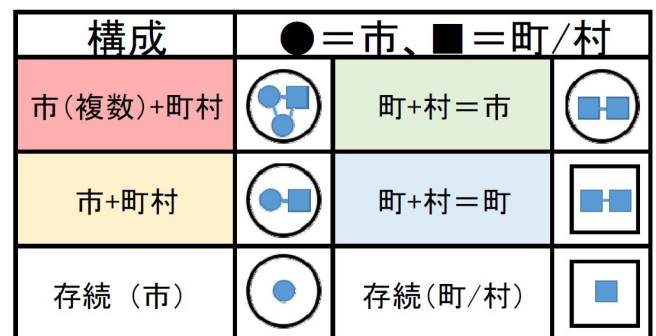 構成 ●=市、■=町/村
市(複数)+町村 町+村=市
市+町村 町+村=町
存続（市） 存続(町/村)